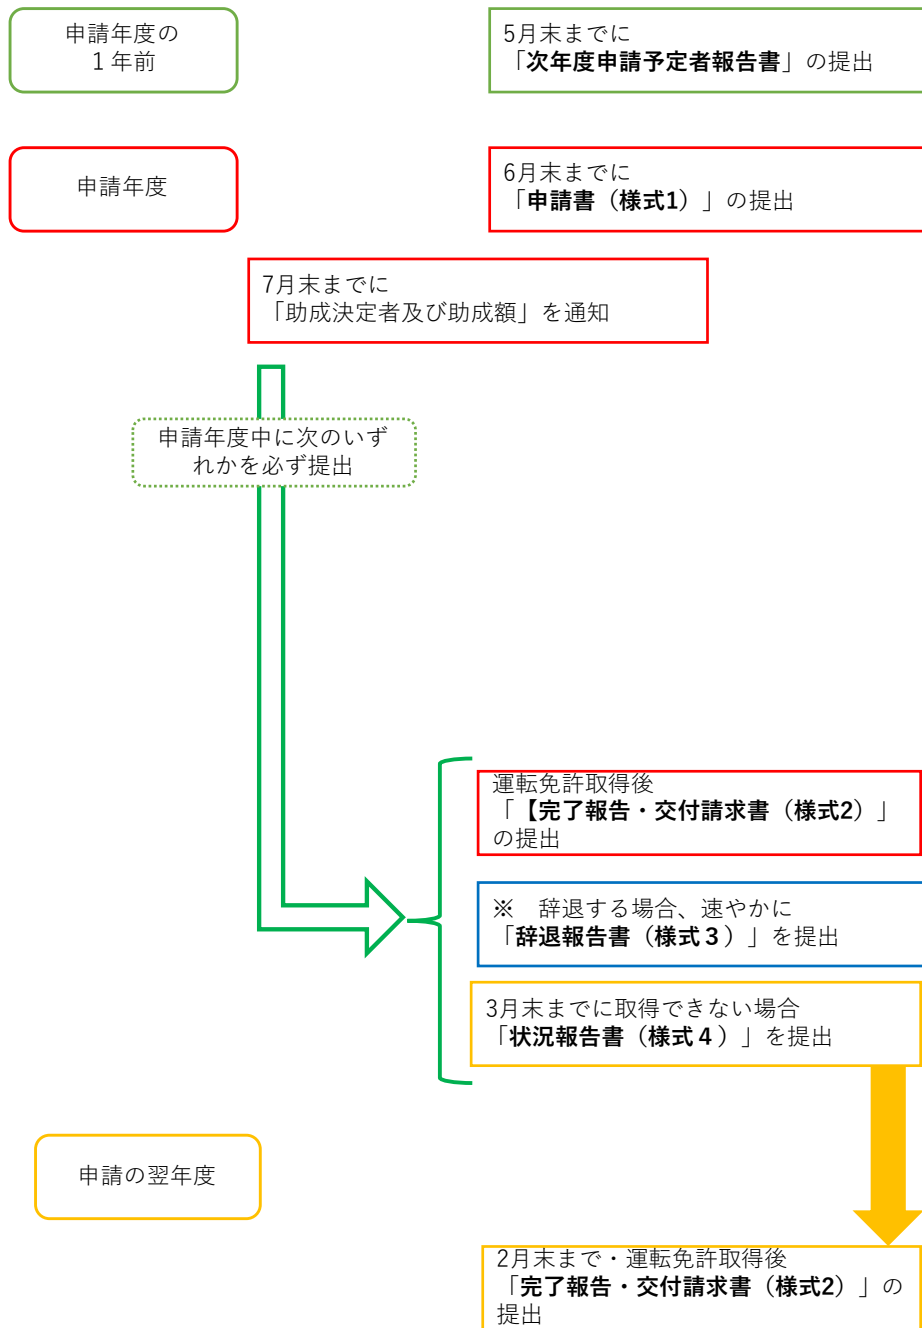 申請年度の
１年前
5月末までに
「次年度申請予定者報告書」の提出
申請年度
6月末までに
「申請書（様式1）」の提出
7月末までに
「助成決定者及び助成額」を通知
申請年度中に次のいず
れかを必ず提出
運転免許取得後
「【完了報告・交付請求書（様式2）」
の提出
※　辞退する場合、速やかに
「辞退報告書（様式３）」を提出
3月末までに取得できない場合
「状況報告書（様式４）」を提出
申請の翌年度
2月末まで・運転免許取得後
「完了報告・交付請求書（様式2）」の
提出